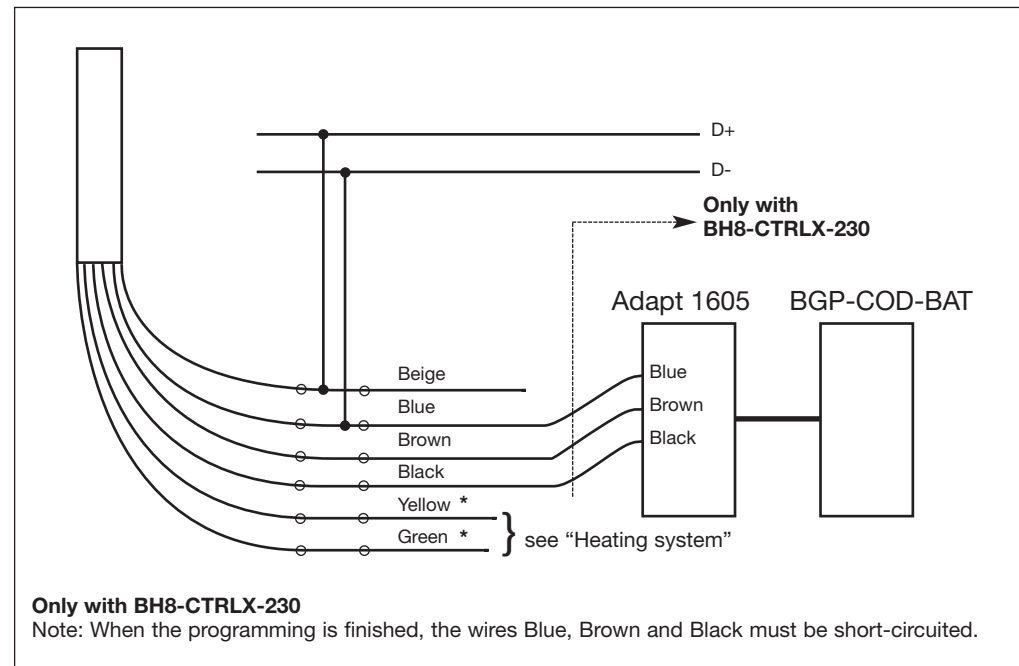 D+
D-
Only with
BH8-CTRLX-230
Adapt 1605 BGP-COD-BAT
Beige
Blue
Brown
Black
Yellow *
Green *
Blue
Brown
Black
} see “Heating system”
Only with BH8-CTRLX-230
Note: When the programming is finished, the wires Blue, Brown and Black must be short-circuited.